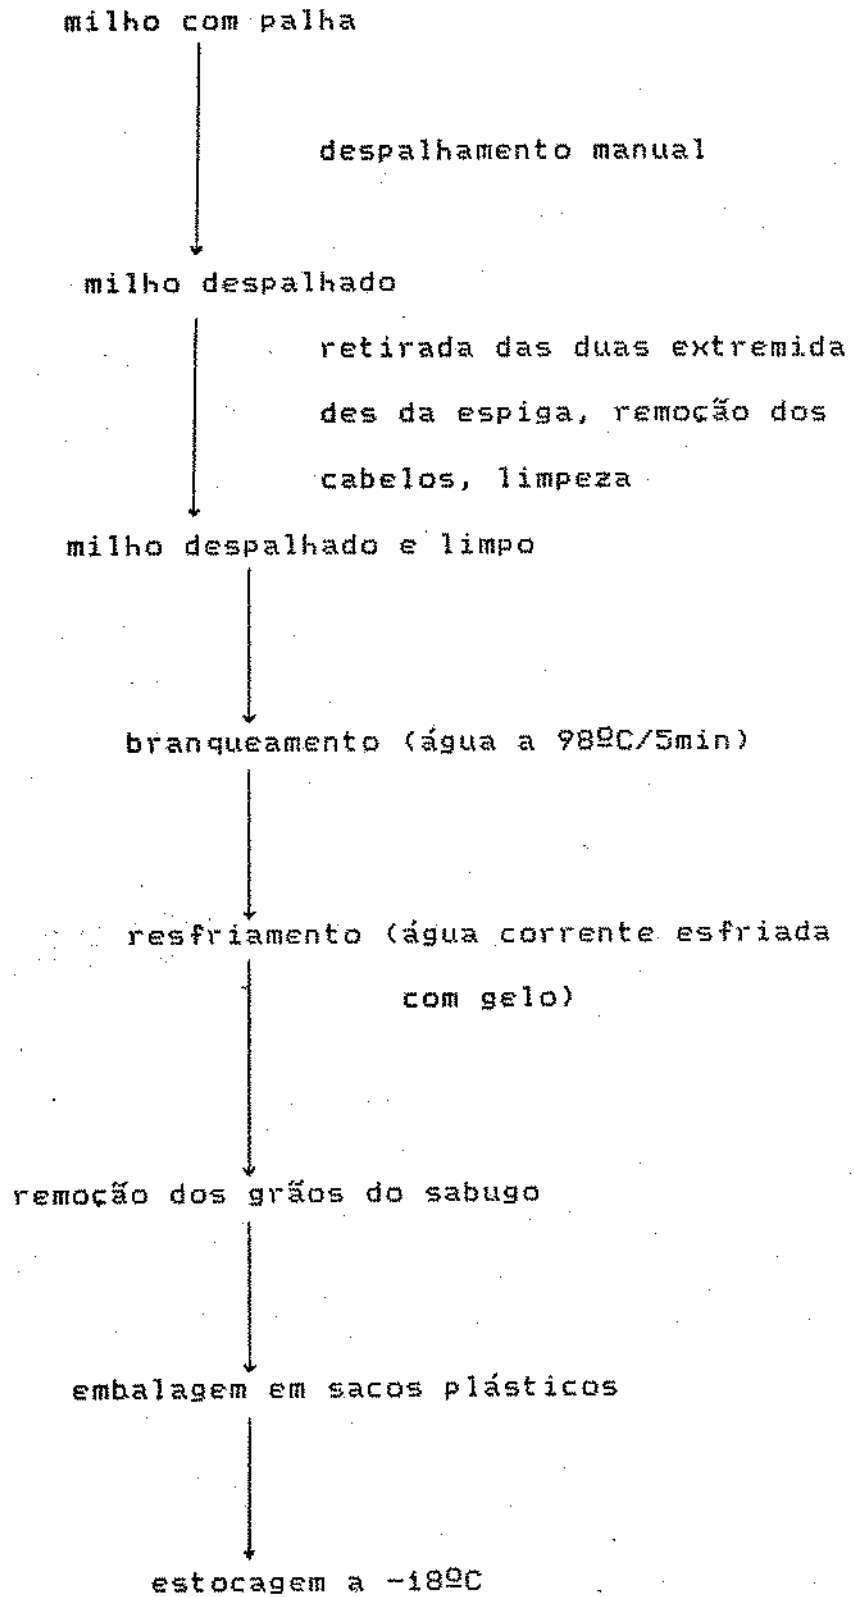 milho com palha
despalhamento manual
milho despalhado
retirada das duas extremida
des da espiga, remoção dos
cabelos, limpeza
milho despalhado e limpo
branqueamento (água a 98ºC/5min)
resfriamento (água corrente esfriada
com gelo)
remoção dos grãos do sabugo
embalagem em sacos plásticos
estocagem a -18ºC